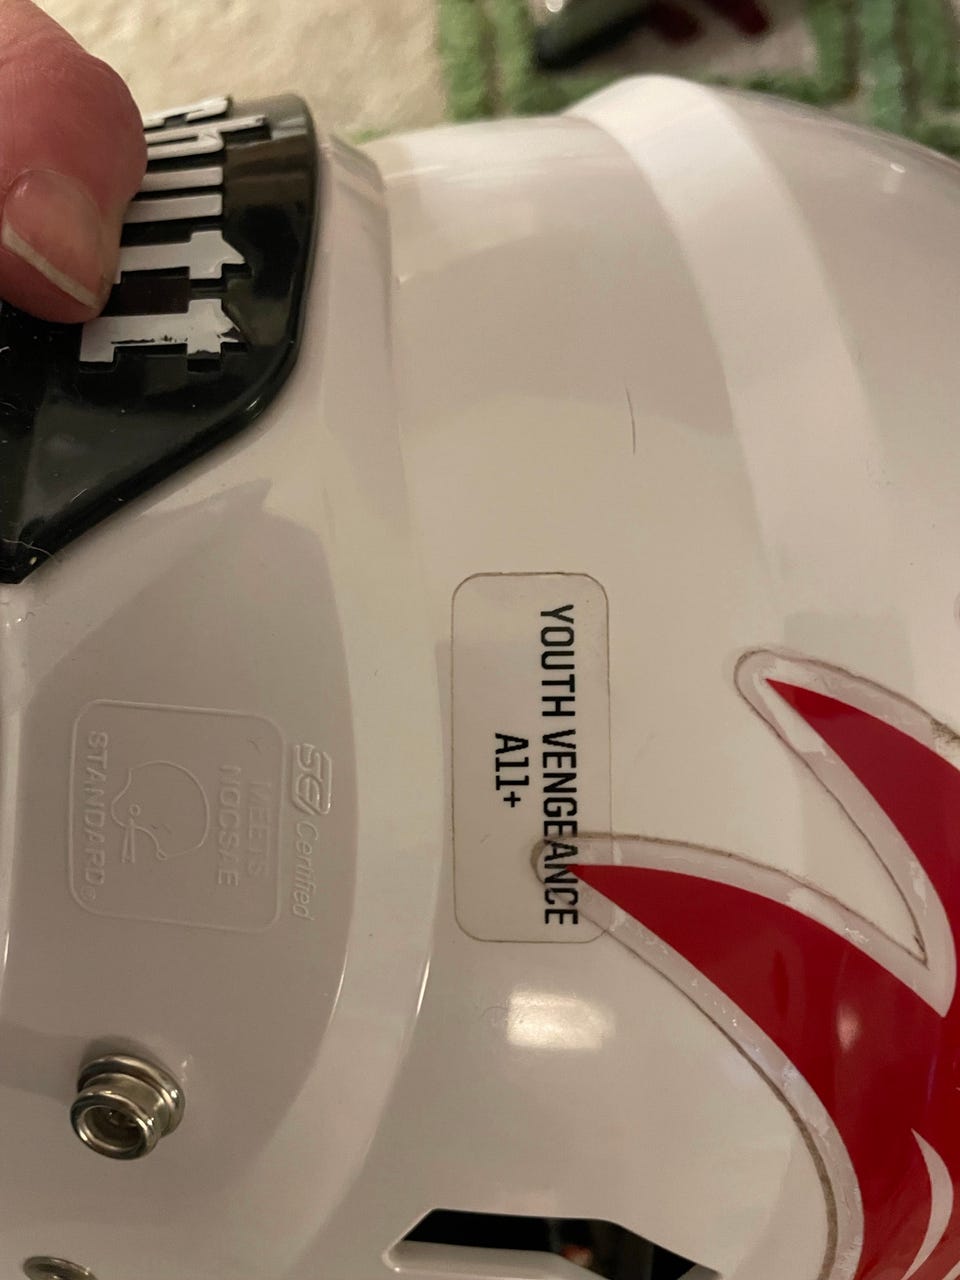 YOUTH VENGEANCE
A11+
SEI Certified
MEETS
NOCSAE
STANDARD®